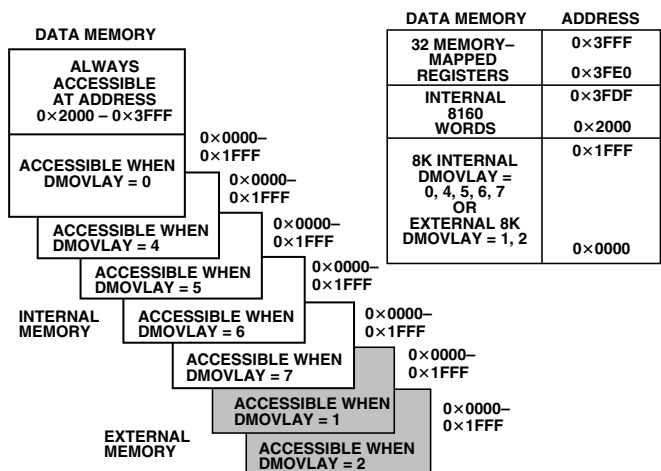 DATA MEMORY
ALWAYS
ACCESSIBLE
AT ADDRESS
0×2000 – 0×3FFF
ACCESSIBLE WHEN
DMOVLAY = 0
0×0000–
0×1FFF
ACCESSIBLE WHEN
DMOVLAY = 4
0×0000–
0×1FFF
ACCESSIBLE WHEN
DMOVLAY = 5
0×0000–
0×1FFF
INTERNAL
MEMORY
ACCESSIBLE WHEN
DMOVLAY = 6
0×0000–
0×1FFF
ACCESSIBLE WHEN
DMOVLAY = 7
0×0000–
0×1FFF
ACCESSIBLE WHEN
DMOVLAY = 1
0×0000–
0×1FFF
EXTERNAL
MEMORY
ACCESSIBLE WHEN
DMOVLAY = 2
0×0000–
0×1FFF
DATA MEMORY ADDRESS
32 MEMORY–
MAPPED
REGISTERS
0×3FFF
0×3FE0
INTERNAL
8160
WORDS
0×3FDF
0×2000
8K INTERNAL
DMOVLAY =
0, 4, 5, 6, 7
OR
EXTERNAL 8K
DMOVLAY = 1, 2
0×1FFF
0×0000